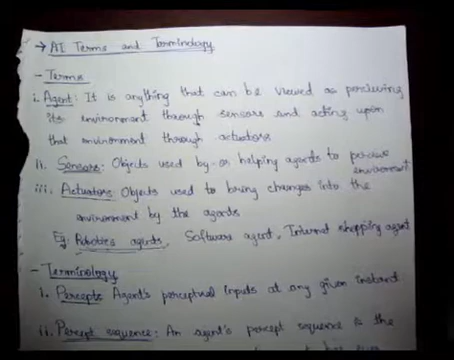 → AI Terms and Terminology
- Terms
i. Agent: It is anything that can be viewed as perceiving
its environment through sensors and acting upon
that environment through actuators
ii. Sensors: Objects used by or helping agents to perceive
environment
iii. Actuators: Objects used to bring changes into the
environment by the agents
Eg: Robotics agents, Software agent, Internet shopping agent
- Terminology
i. Percepts: Agent's perceptual inputs at any given instant
ii. Percept sequence: An agent's percept sequence is the